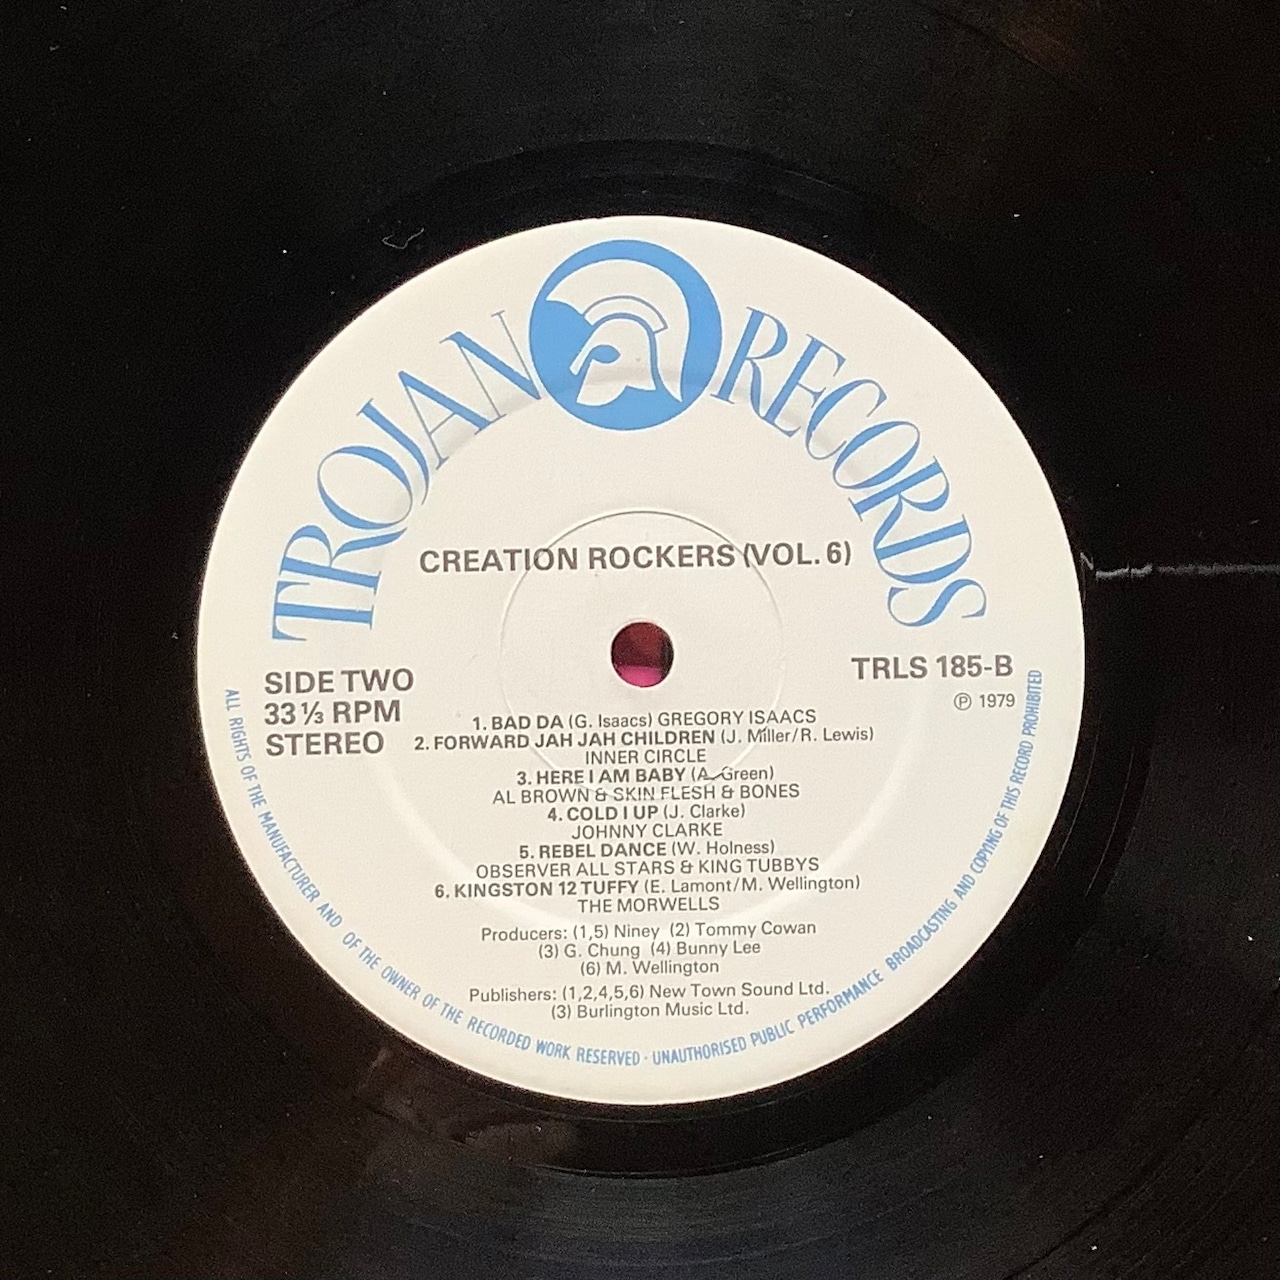 TROJAN RECORDS
CREATION ROCKERS (VOL. 6)
SIDE TWO
33⅓ RPM
STEREO
TRLS 185-B
Ⓟ 1979
1. BAD DA (G. Isaacs) GREGORY ISAACS
2. FORWARD JAH JAH CHILDREN (J. Miller/R. Lewis)
INNER CIRCLE
3. HERE I AM BABY (A. Green)
AL BROWN & SKIN FLESH & BONES
4. COLD I UP (J. Clarke)
JOHNNY CLARKE
5. REBEL DANCE (W. Holness)
OBSERVER ALL STARS & KING TUBBYS
6. KINGSTON 12 TUFFY (E. Lamont/M. Wellington)
THE MORWELLS
Producers: (1,5) Niney (2) Tommy Cowan
(3) G. Chung (4) Bunny Lee
(6) M. Wellington
Publishers: (1,2,4,5,6) New Town Sound Ltd.
(3) Burlington Music Ltd.
ALL RIGHTS OF THE MANUFACTURER AND OF THE OWNER OF THE RECORDED WORK RESERVED · UNAUTHORISED PUBLIC PERFORMANCE BROADCASTING AND COPYING OF THIS RECORD PROHIBITED